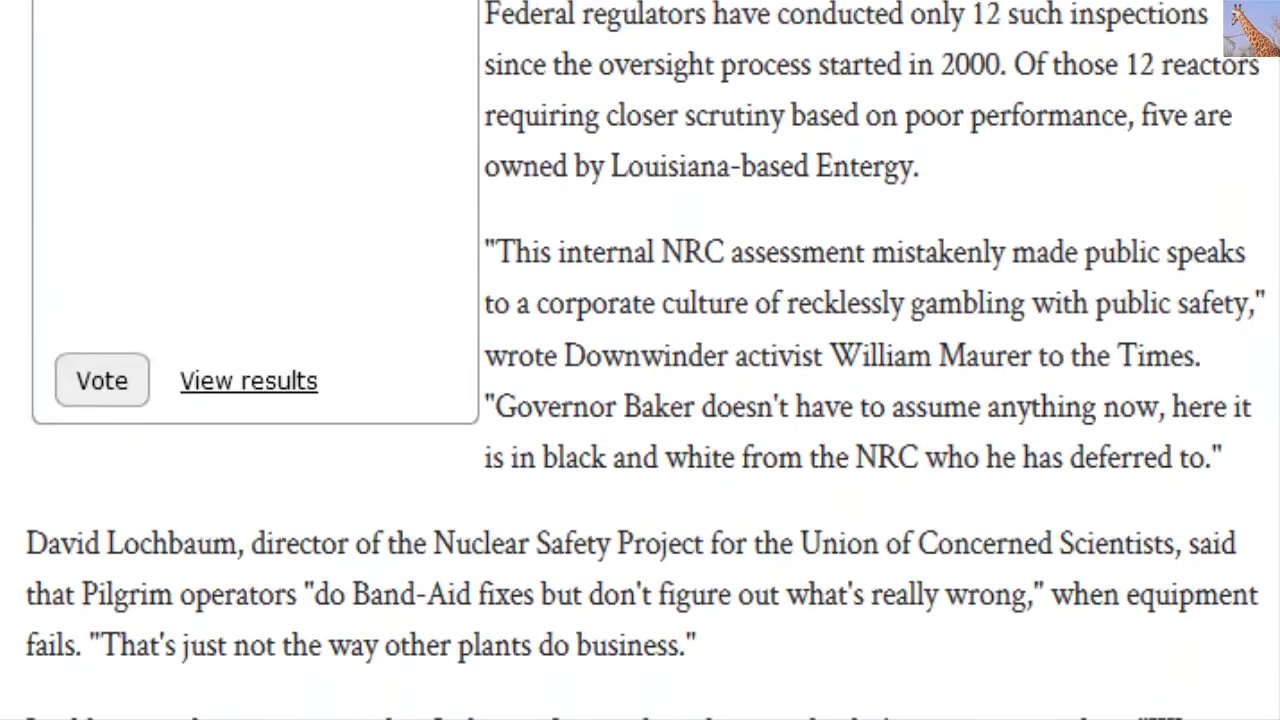 Federal regulators have conducted only 12 such inspections
since the oversight process started in 2000. Of those 12 reactors
requiring closer scrutiny based on poor performance, five are
owned by Louisiana-based Entergy.
"This internal NRC assessment mistakenly made public speaks
to a corporate culture of recklessly gambling with public safety,"
wrote Downwinder activist William Maurer to the Times.
"Governor Baker doesn't have to assume anything now, here it
is in black and white from the NRC who he has deferred to."
Vote View results
David Lochbaum, director of the Nuclear Safety Project for the Union of Concerned Scientists, said
that Pilgrim operators "do Band-Aid fixes but don't figure out what's really wrong," when equipment
fails. "That's just not the way other plants do business."